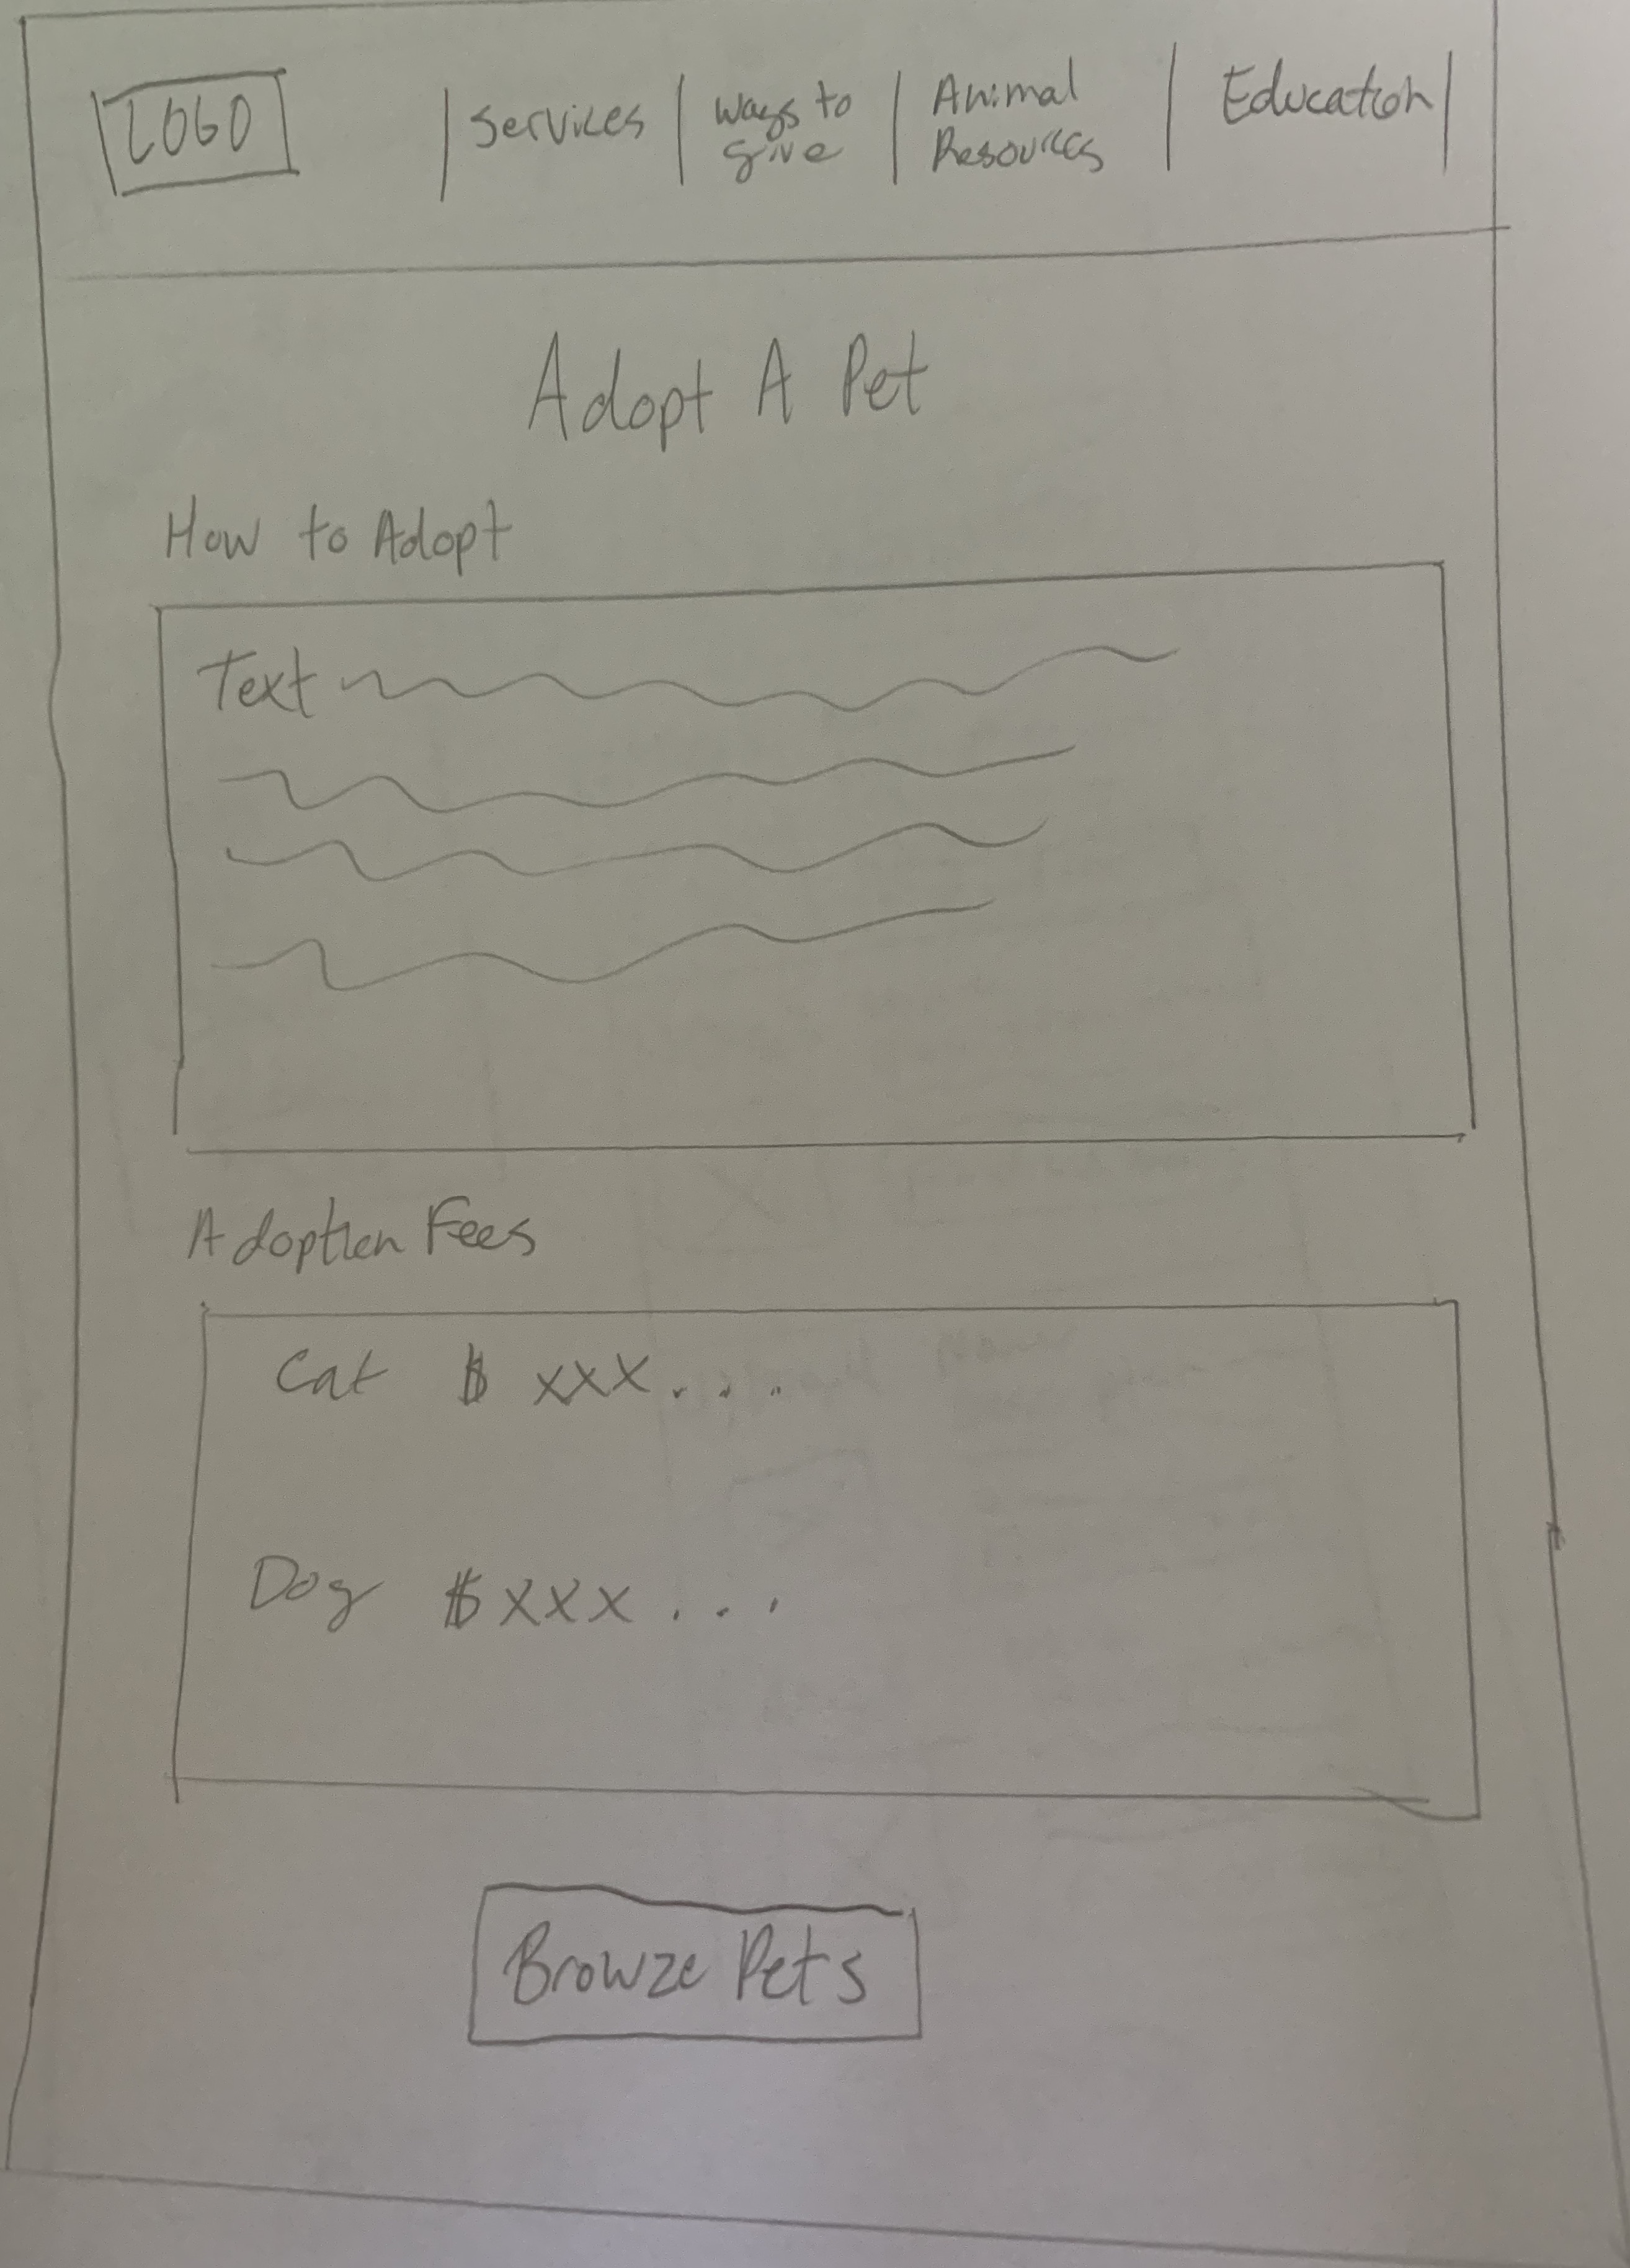 LOGO
Services
Ways to
give
Animal
Resources
Education
Adopt A Pet
How to Adopt
Text
Adoption Fees
Cat $ xxx...
Dog $xxx...
Browze Pets